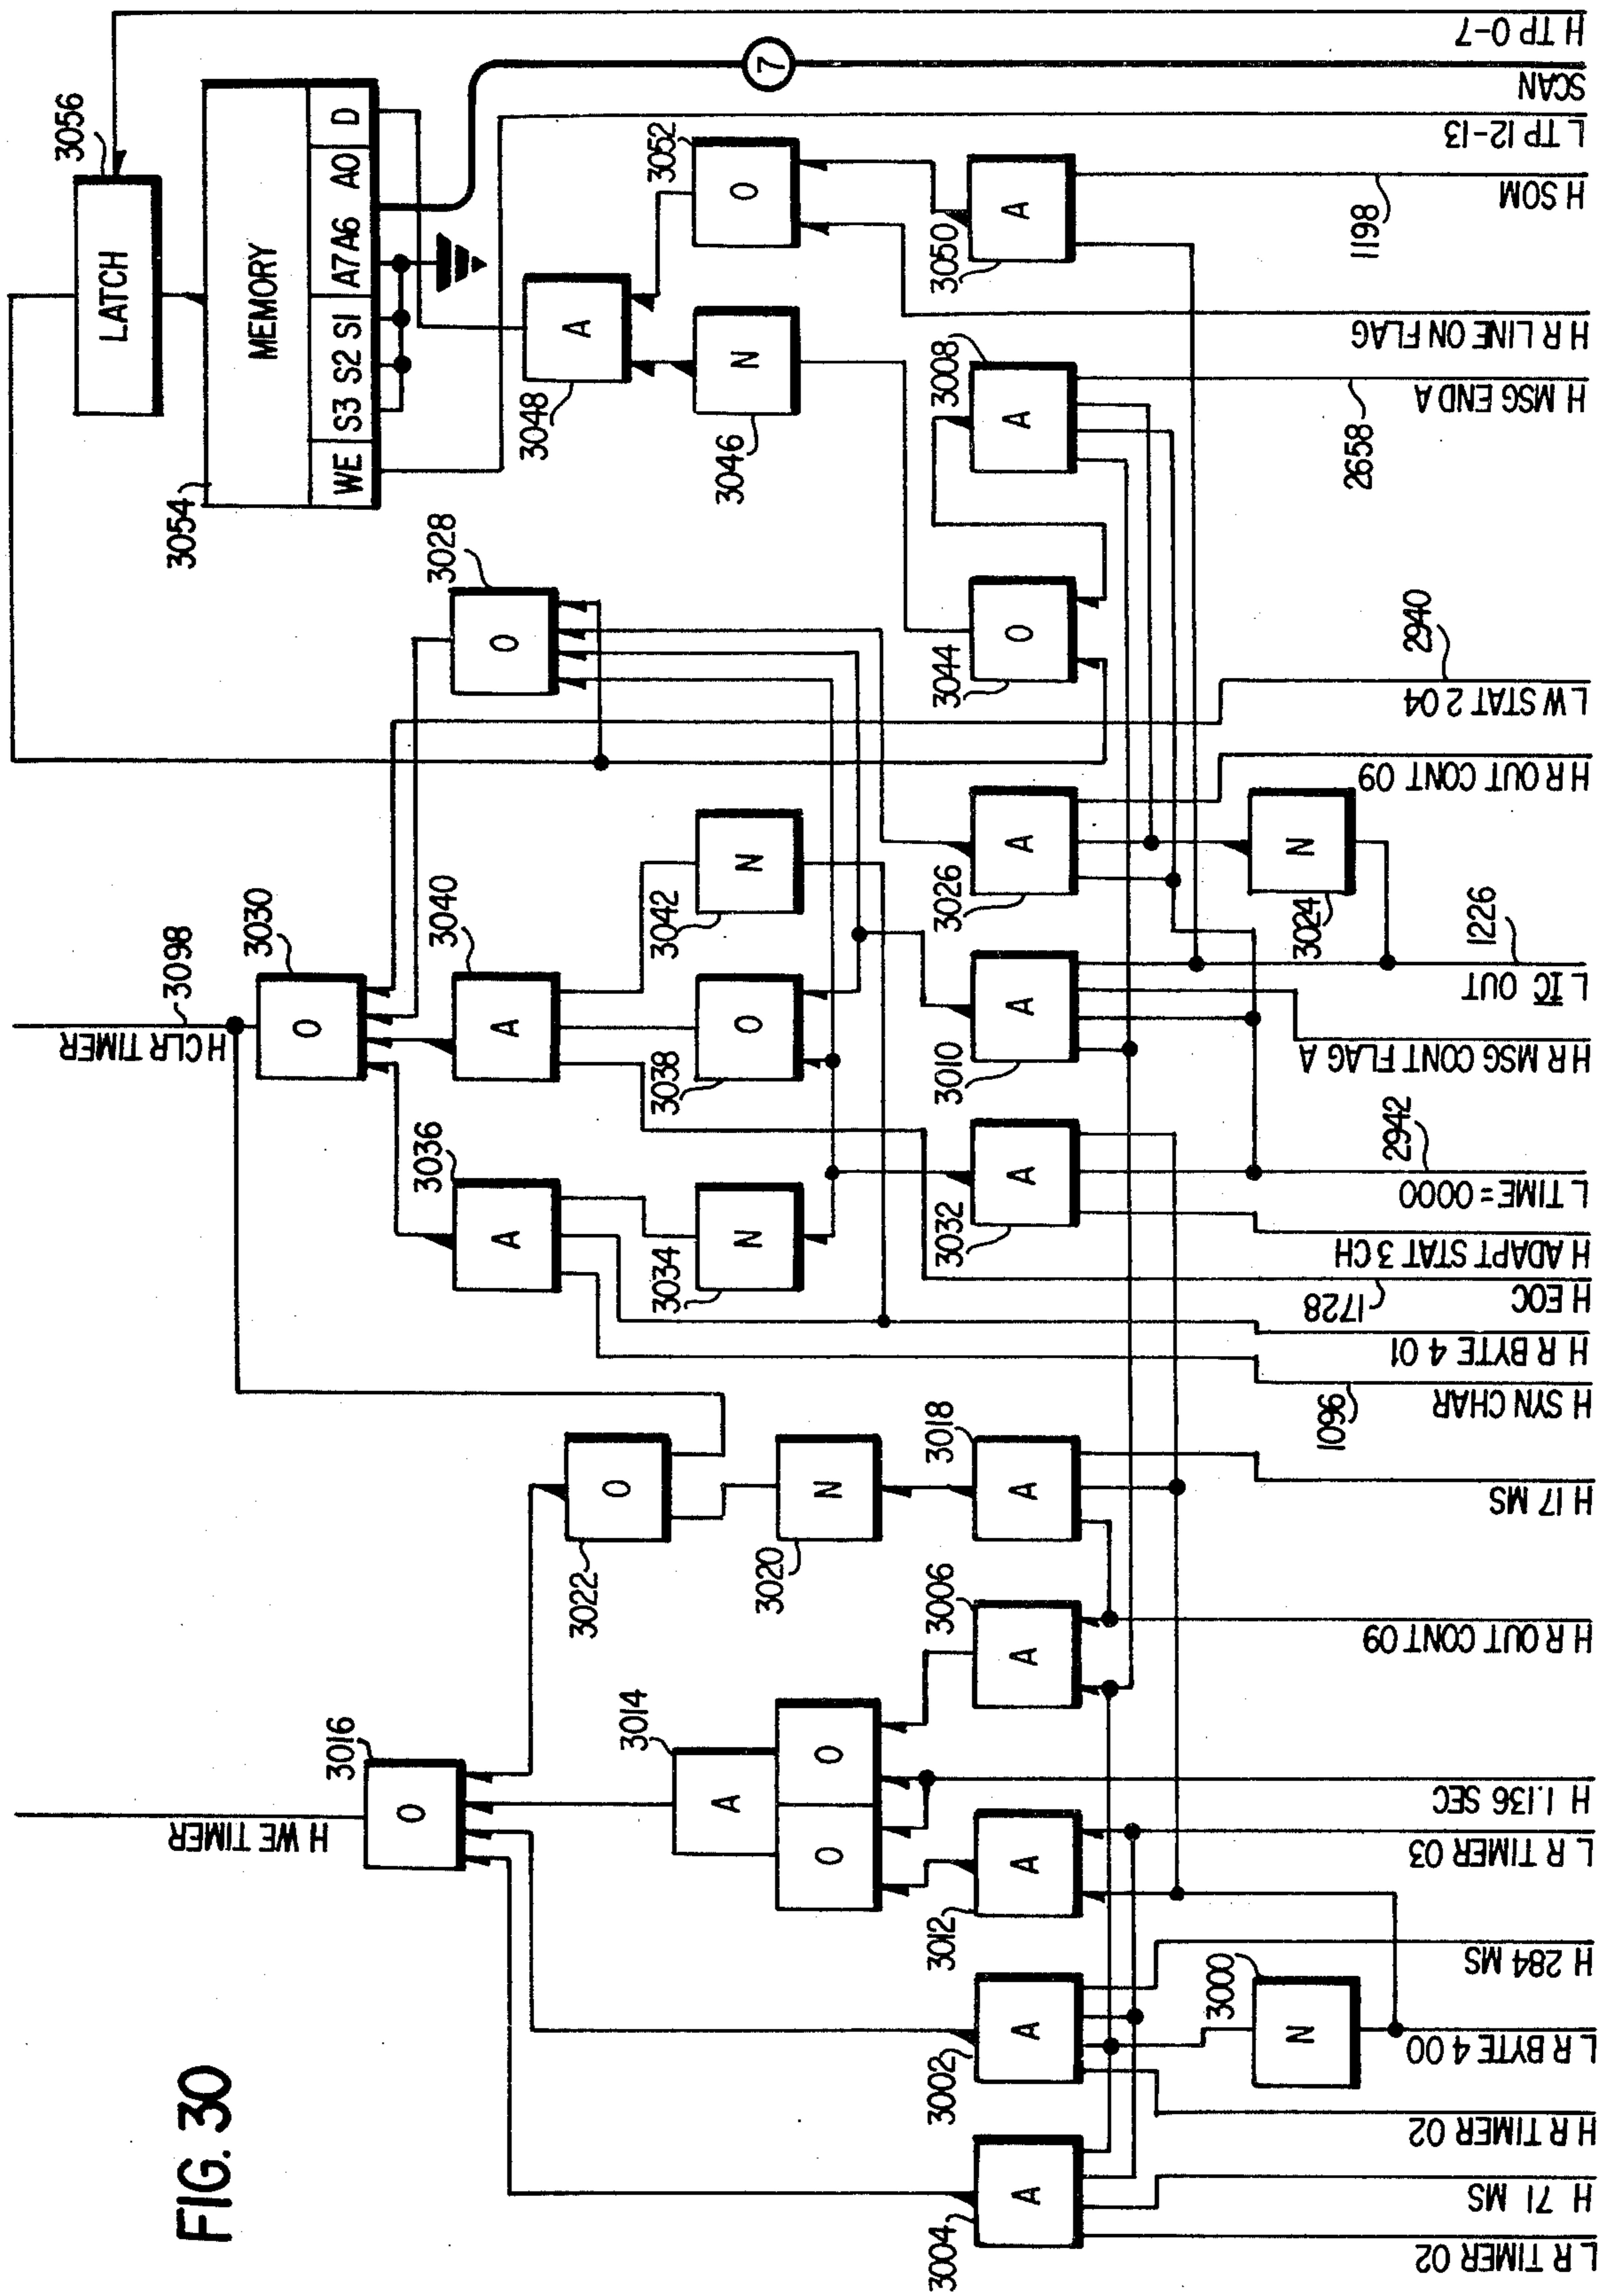 FIG. 30
H WE TIMER
H CLR TIMER
3098
3016
O
3030
O
3056
LATCH
3054
MEMORY
WE
S3 S2 S1
A7 A6 A0
D
3036
A
3040
A
3028
O
3022
O
3014
A
O
O
3048
A
3034
N
3038
O
3042
N
3046
N
3052
O
3020
N
3004
A
3002
A
3012
A
3006
A
3018
A
3032
A
3010
A
3026
A
3044
O
3008
A
3050
A
3000
N
3024
N
7
L R TIMER 02
H 71 MS
H R TIMER 02
L R BYTE 4 00
H 284 MS
L R TIMER 03
H 1.136 SEC
H R OUT CONT 09
H 17 MS
H SYN CHAR
1096
H R BYTE 4 01
H EOC
1728
H ADAPT STAT 3 CH
L TIME = 0000
2942
H R MSG CONT FLAG A
L IC OUT
1226
H R OUT CONT 09
L W STAT 2 04
2940
H MSG END A
2658
H R LINE ON FLAG
H SOM
1198
L TP 12-13
SCAN
H TP 0-7